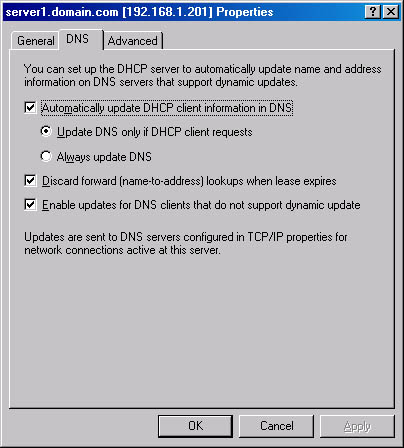 server1.domain.com [192.168.1.201] Properties
General DNS Advanced
You can set up the DHCP server to automatically update name and address
information on DNS servers that support dynamic updates.
Automatically update DHCP client information in DNS
Update DNS only if DHCP client requests
Always update DNS
Discard forward (name-to-address) lookups when lease expires
Enable updates for DNS clients that do not support dynamic update
Updates are sent to DNS servers configured in TCP/IP properties for
network connections active at this server.
OK Cancel Apply